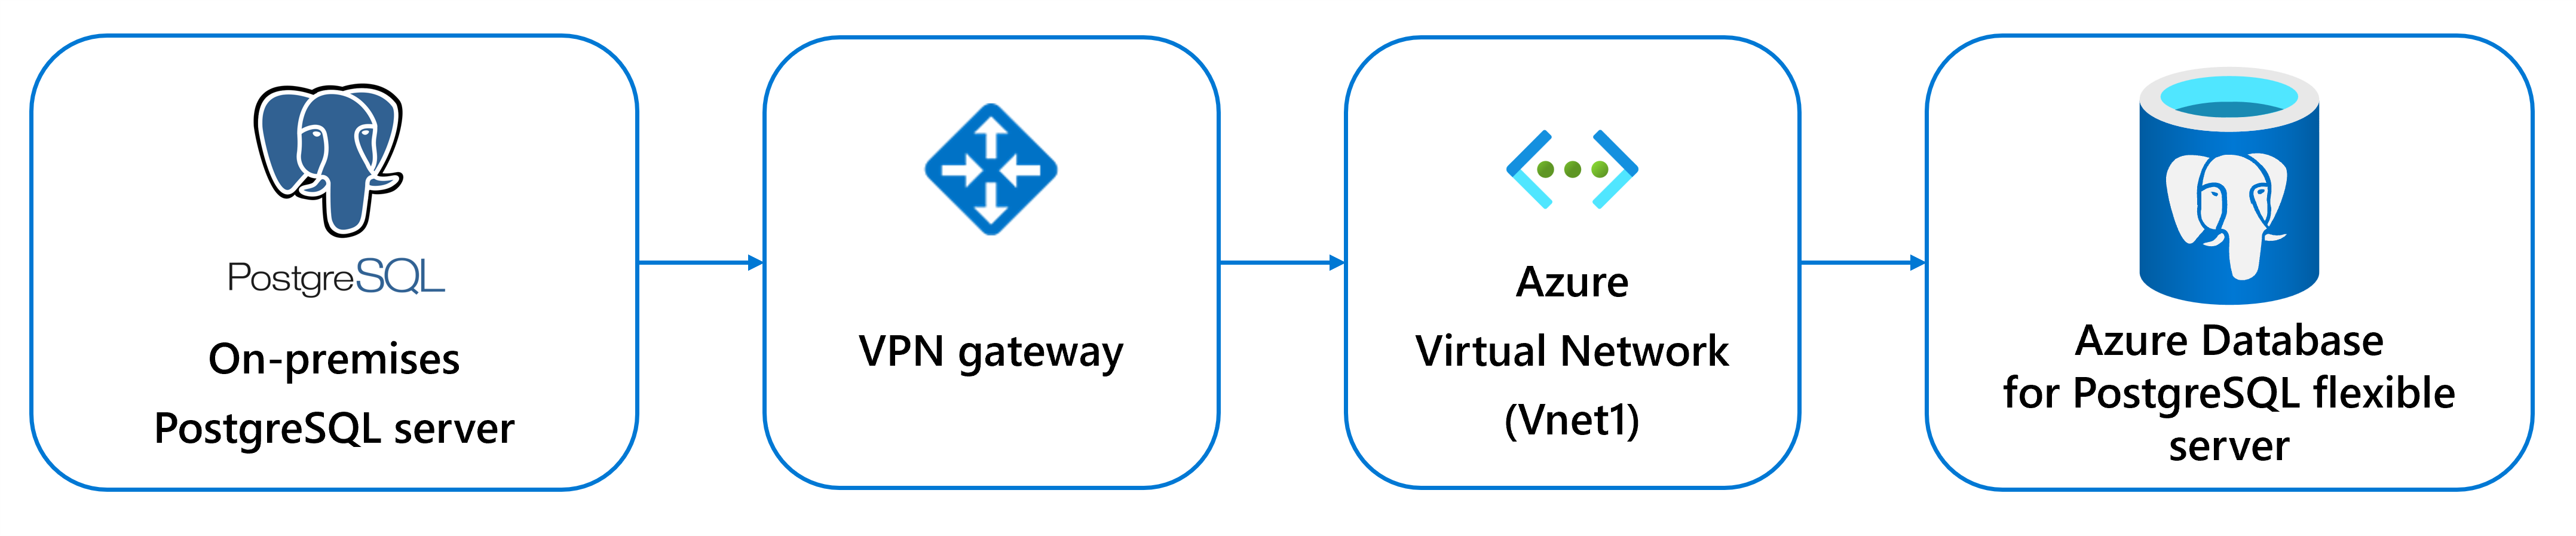 PostgreSQL
On-premises
PostgreSQL server
VPN gateway
Azure
Virtual Network
(Vnet1)
Azure Database
for PostgreSQL flexible
server